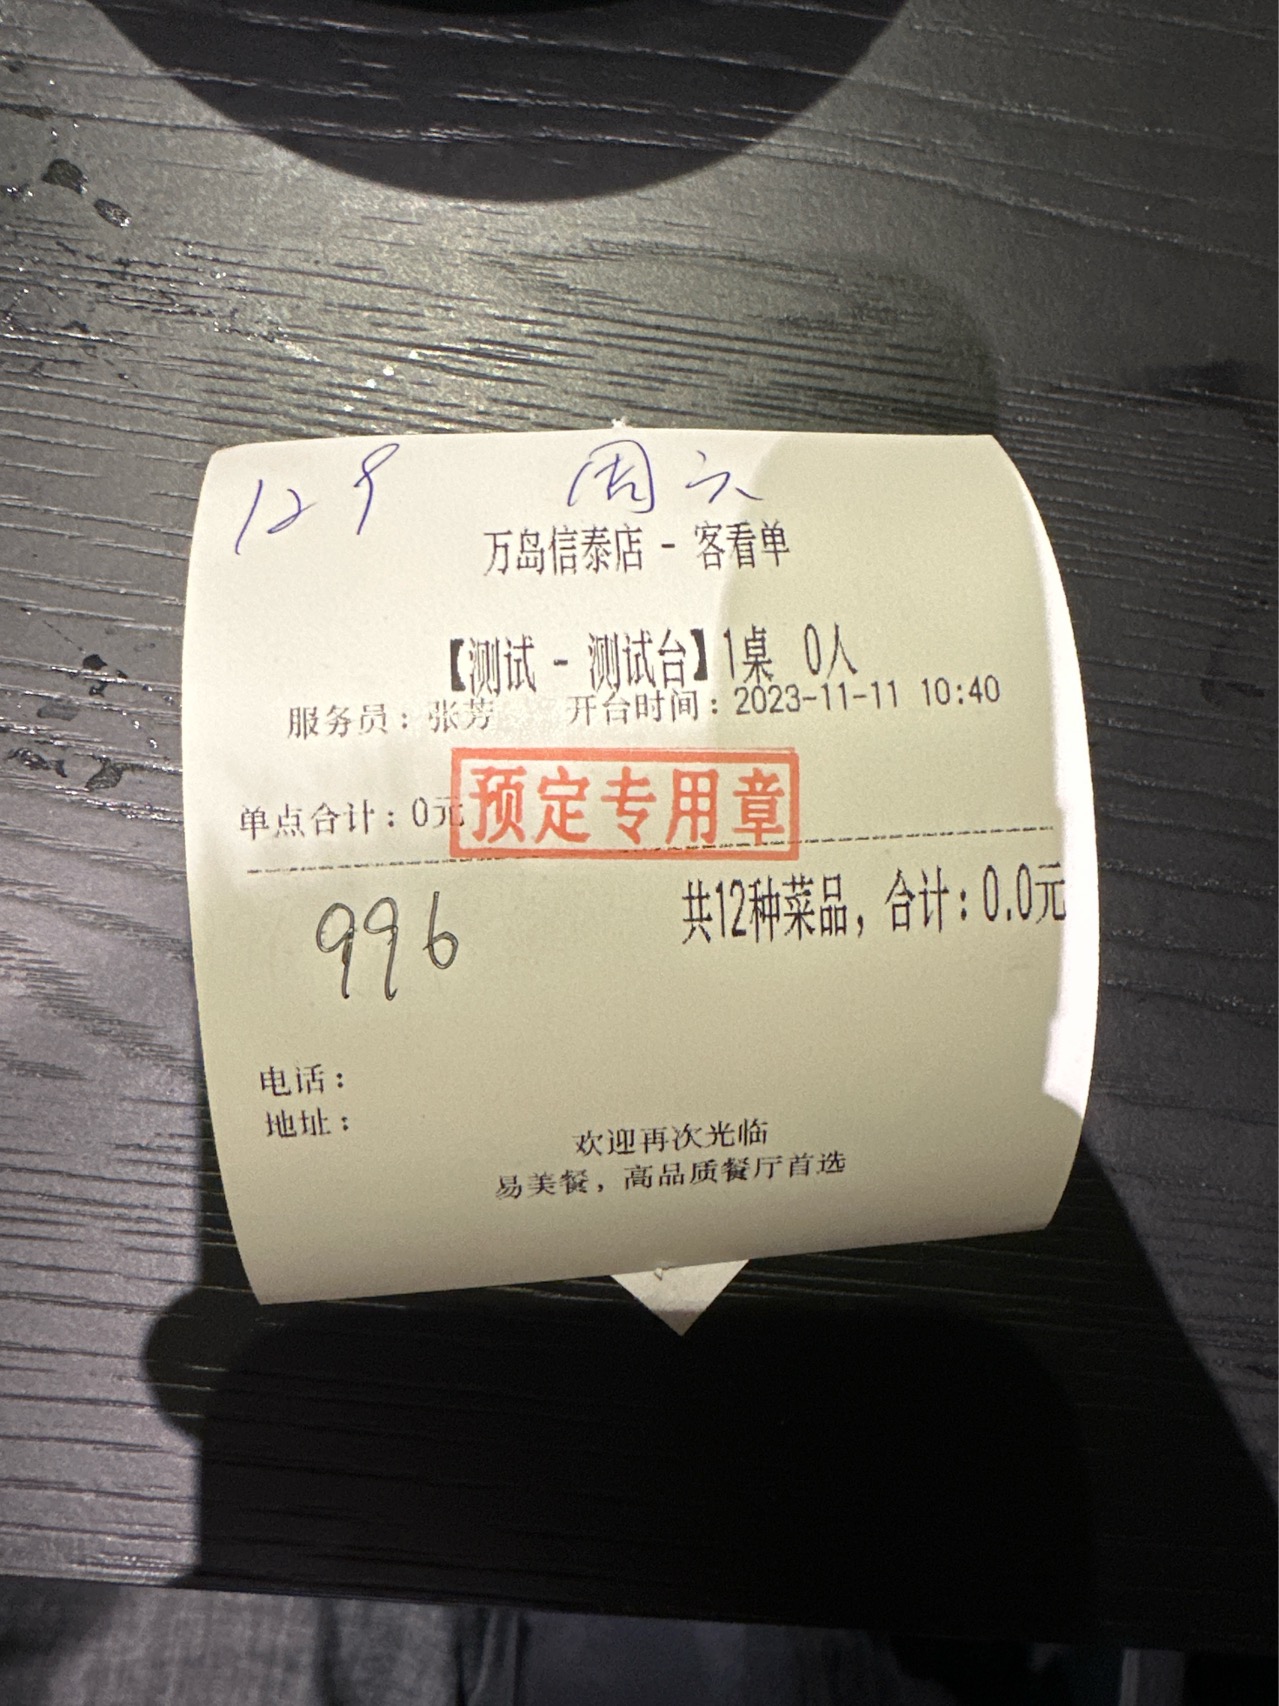 129 周六
万岛信泰店 - 客看单
【测试 - 测试台】1桌 0人
服务员：张芳 开台时间：2023-11-11 10:40
单点合计：0元
预定专用章
共12种菜品，合计：0.0元
996
电话：
地址：
欢迎再次光临
易美餐，高品质餐厅首选